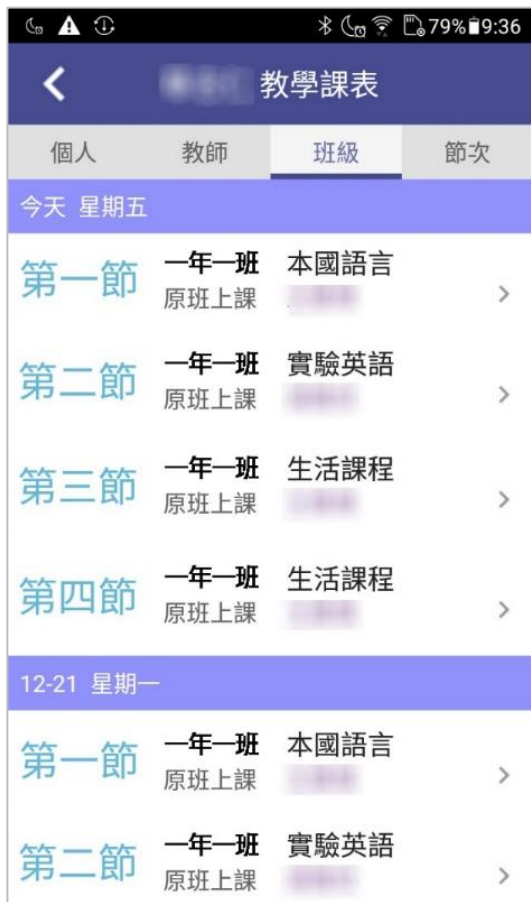 79% 9:36
教學課表
個人 教師 班級 節次
今天 星期五
第一節 一年一班 本國語言
原班上課
第二節 一年一班 實驗英語
原班上課
第三節 一年一班 生活課程
原班上課
第四節 一年一班 生活課程
原班上課
12-21 星期一
第一節 一年一班 本國語言
原班上課
第二節 一年一班 實驗英語
原班上課